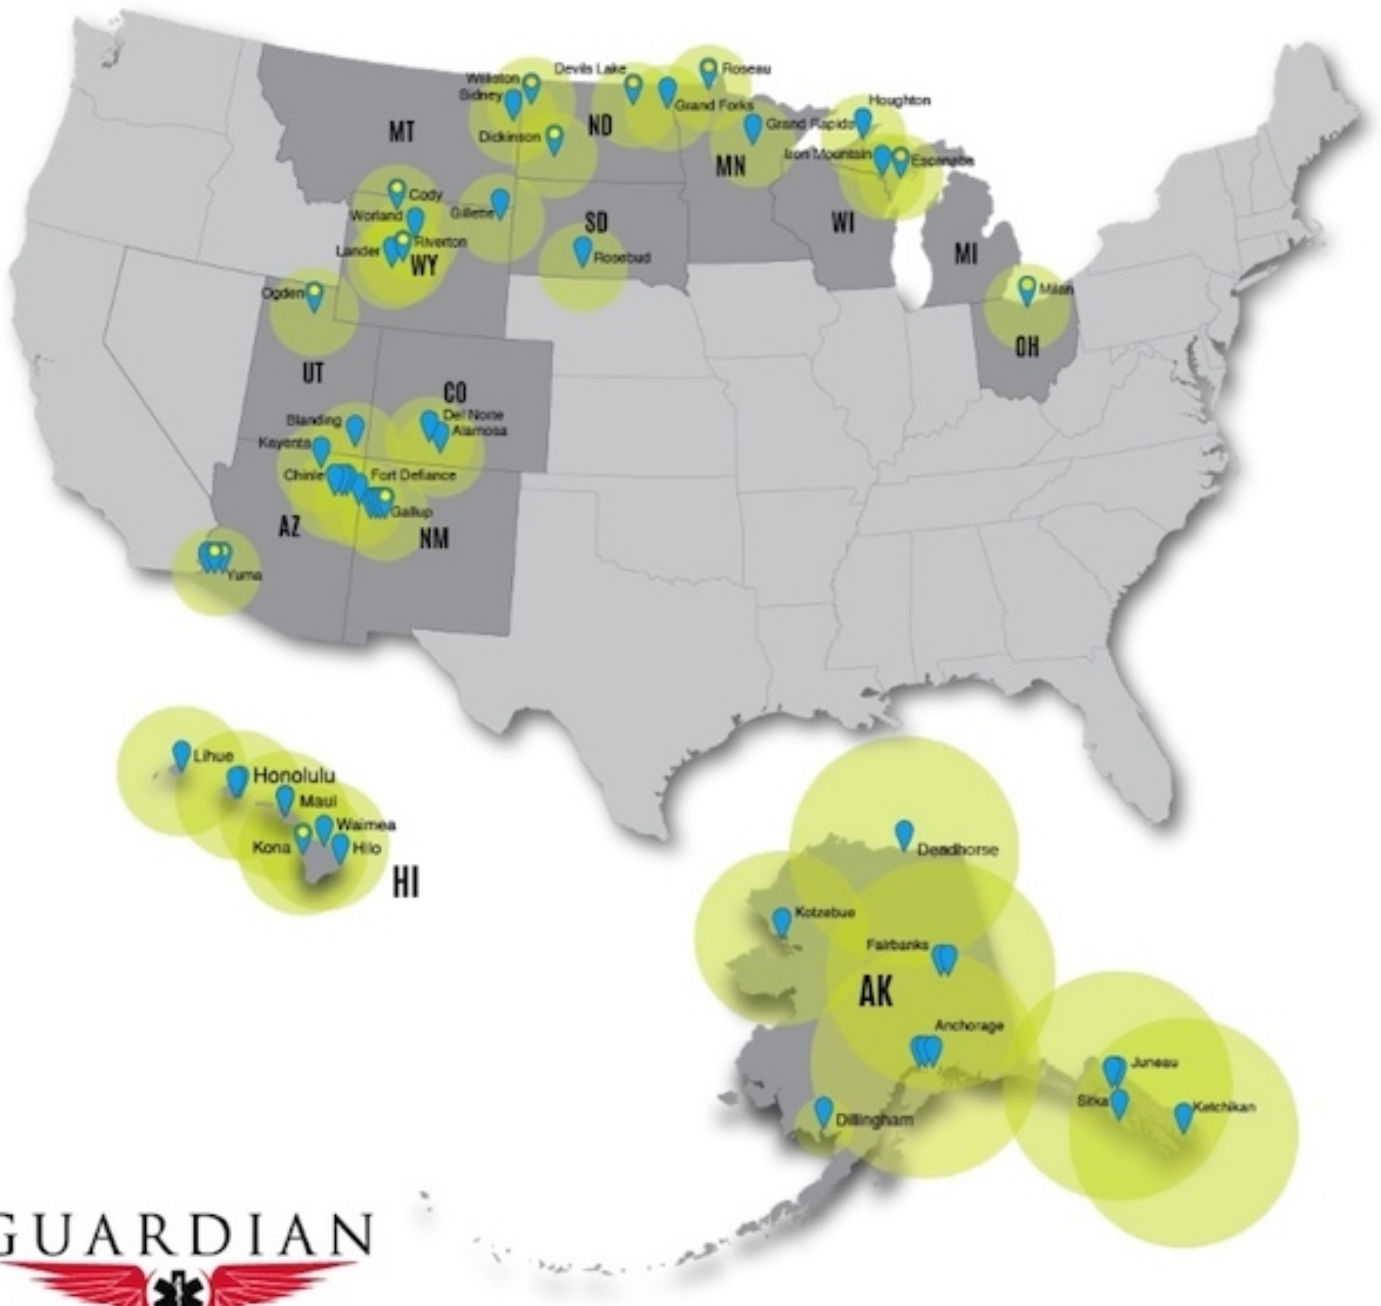 Williston
Devils Lake
Roseau
Sidney
Grand Forks
Houghton
MT
Dickinson
ND
Grand Rapids
Iron Mountain
Escanaba
MN
Cody
Worland
Gillette
SD
WI
Lander
Riverton
WY
Rosebud
MI
Ogden
Milan
OH
UT
CO
Blanding
Del Norte
Kayenta
Alamosa
Chinle
Fort Defiance
AZ
Gallup
NM
Yuma
Lihue
Honolulu
Maui
Waimea
Kona
Hilo
HI
Deadhorse
Kotzebue
Fairbanks
AK
Anchorage
Juneau
Sitka
Ketchikan
Dillingham
GUARDIAN